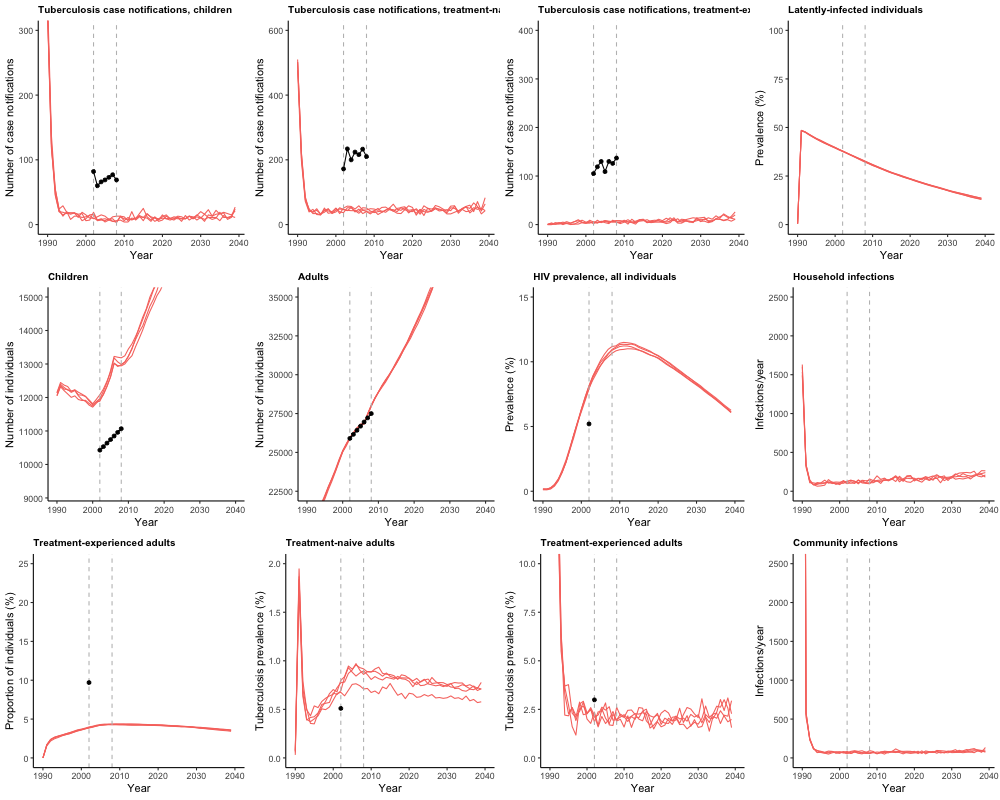 Tuberculosis case notifications, children
Number of case notifications
300
200
100
0
1990 2000 2010 2020 2030 2040
Year
Tuberculosis case notifications, treatment-na
Number of case notifications
600
400
200
0
1990 2000 2010 2020 2030 2040
Year
Tuberculosis case notifications, treatment-ex
Number of case notifications
400
300
200
100
0
1990 2000 2010 2020 2030 2040
Year
Latently-infected individuals
Prevalence (%)
100
75
50
25
0
1990 2000 2010 2020 2030 2040
Year
Children
Number of individuals
15000
14000
13000
12000
11000
10000
9000
1990 2000 2010 2020 2030 2040
Year
Adults
Number of individuals
35000
32500
30000
27500
25000
22500
1990 2000 2010 2020 2030 2040
Year
HIV prevalence, all individuals
Prevalence (%)
15
10
5
0
1990 2000 2010 2020 2030 2040
Year
Household infections
Infections/year
2500
2000
1500
1000
500
0
1990 2000 2010 2020 2030 2040
Year
Treatment-experienced adults
Proportion of individuals (%)
25
20
15
10
5
0
1990 2000 2010 2020 2030 2040
Year
Treatment-naive adults
Tuberculosis prevalence (%)
2.0
1.5
1.0
0.5
0.0
1990 2000 2010 2020 2030 2040
Year
Treatment-experienced adults
Tuberculosis prevalence (%)
10.0
7.5
5.0
2.5
0.0
1990 2000 2010 2020 2030 2040
Year
Community infections
Infections/year
2500
2000
1500
1000
500
0
1990 2000 2010 2020 2030 2040
Year